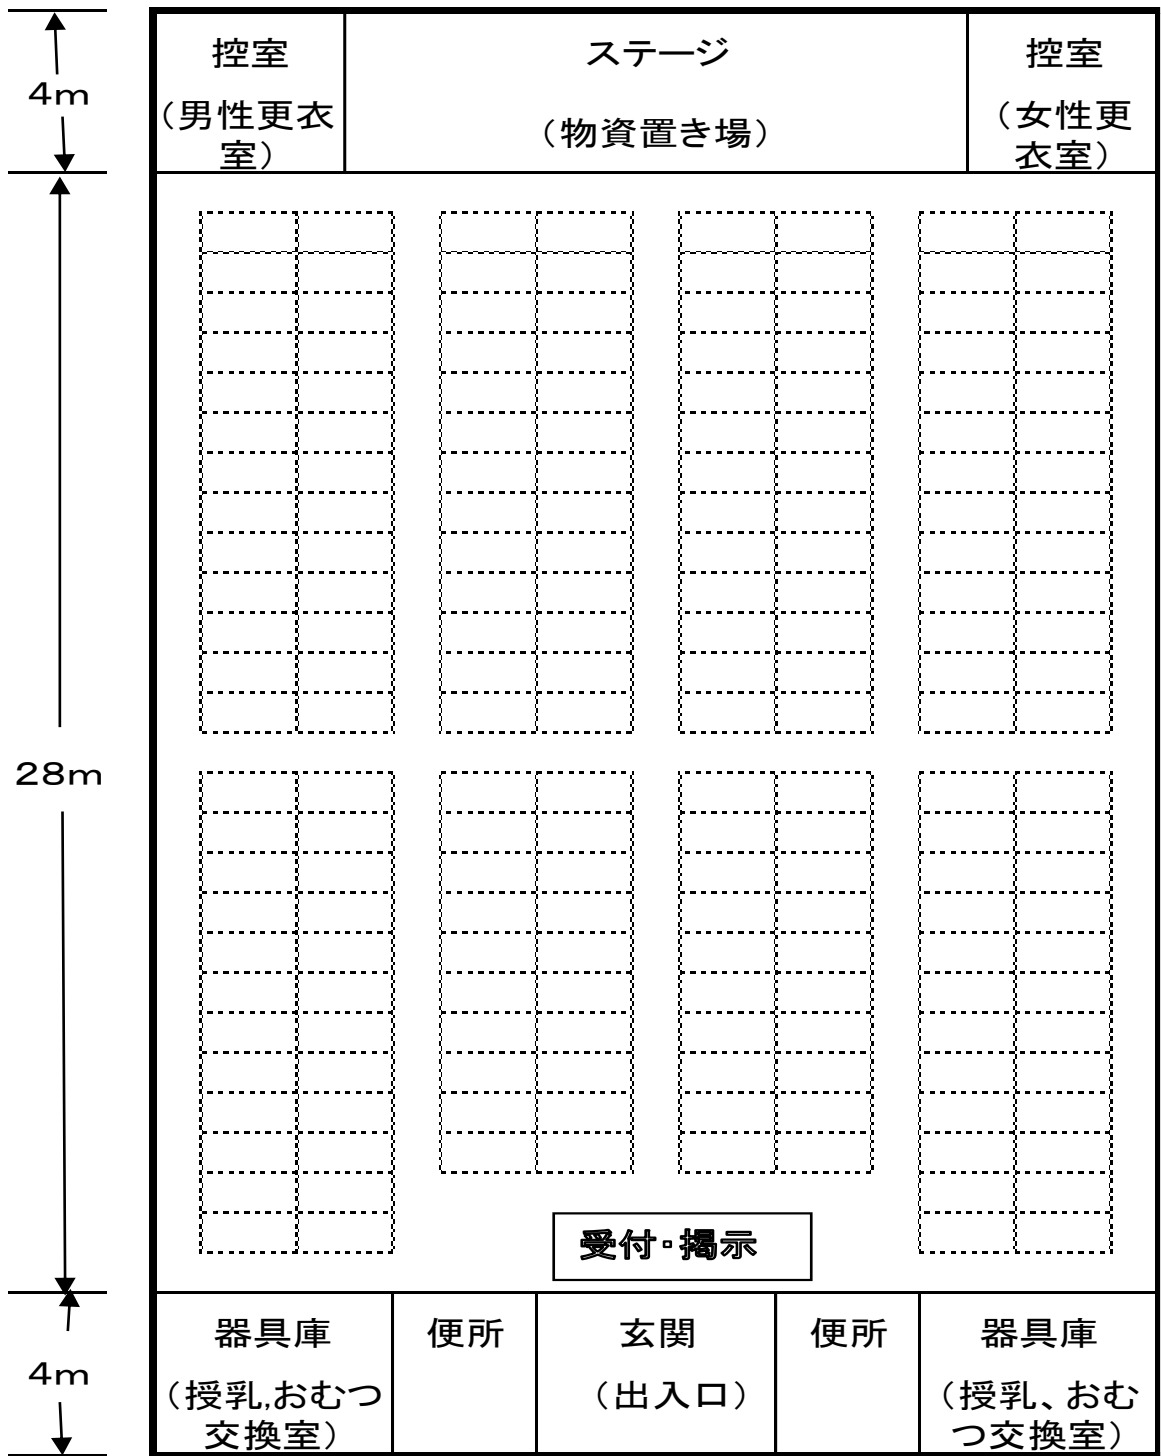 控室
ステージ
控室
4m
（男性更衣
室）
（物資置き場）
（女性更
衣室）
28m
受付・掲示
器具庫
便所
玄関
便所
器具庫
4m
（授乳,おむつ
交換室）
（出入口）
（授乳、おむ
つ交換室）